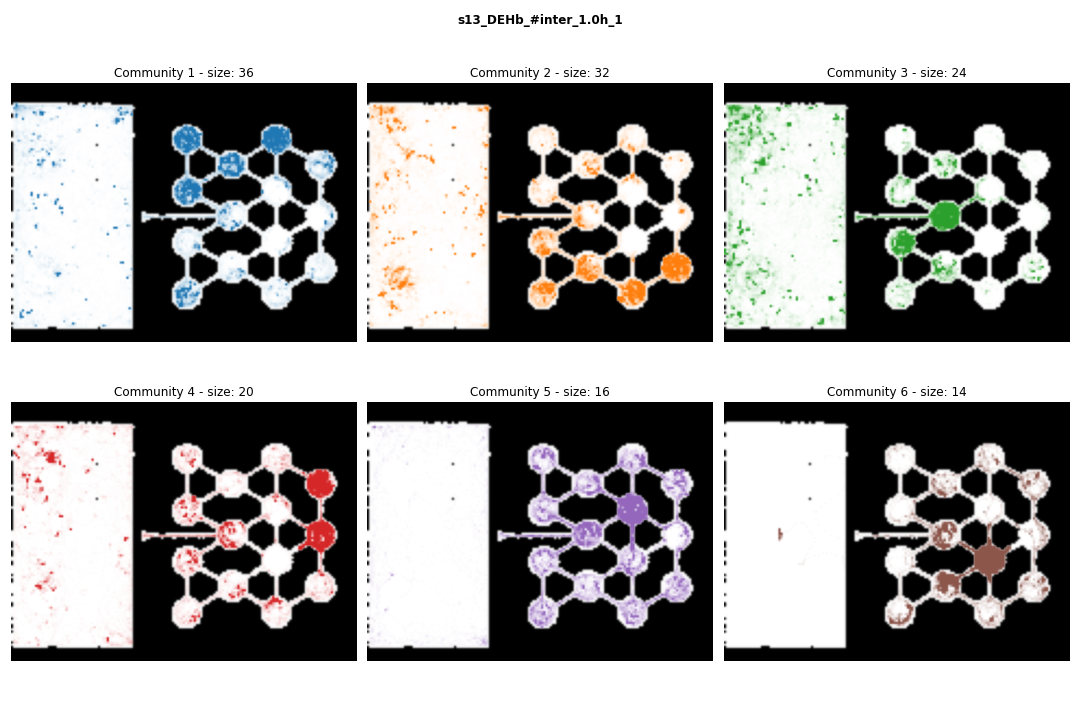 s13_DEHb_#inter_1.0h_1
Community 1 - size: 36
Community 2 - size: 32
Community 3 - size: 24
Community 4 - size: 20
Community 5 - size: 16
Community 6 - size: 14